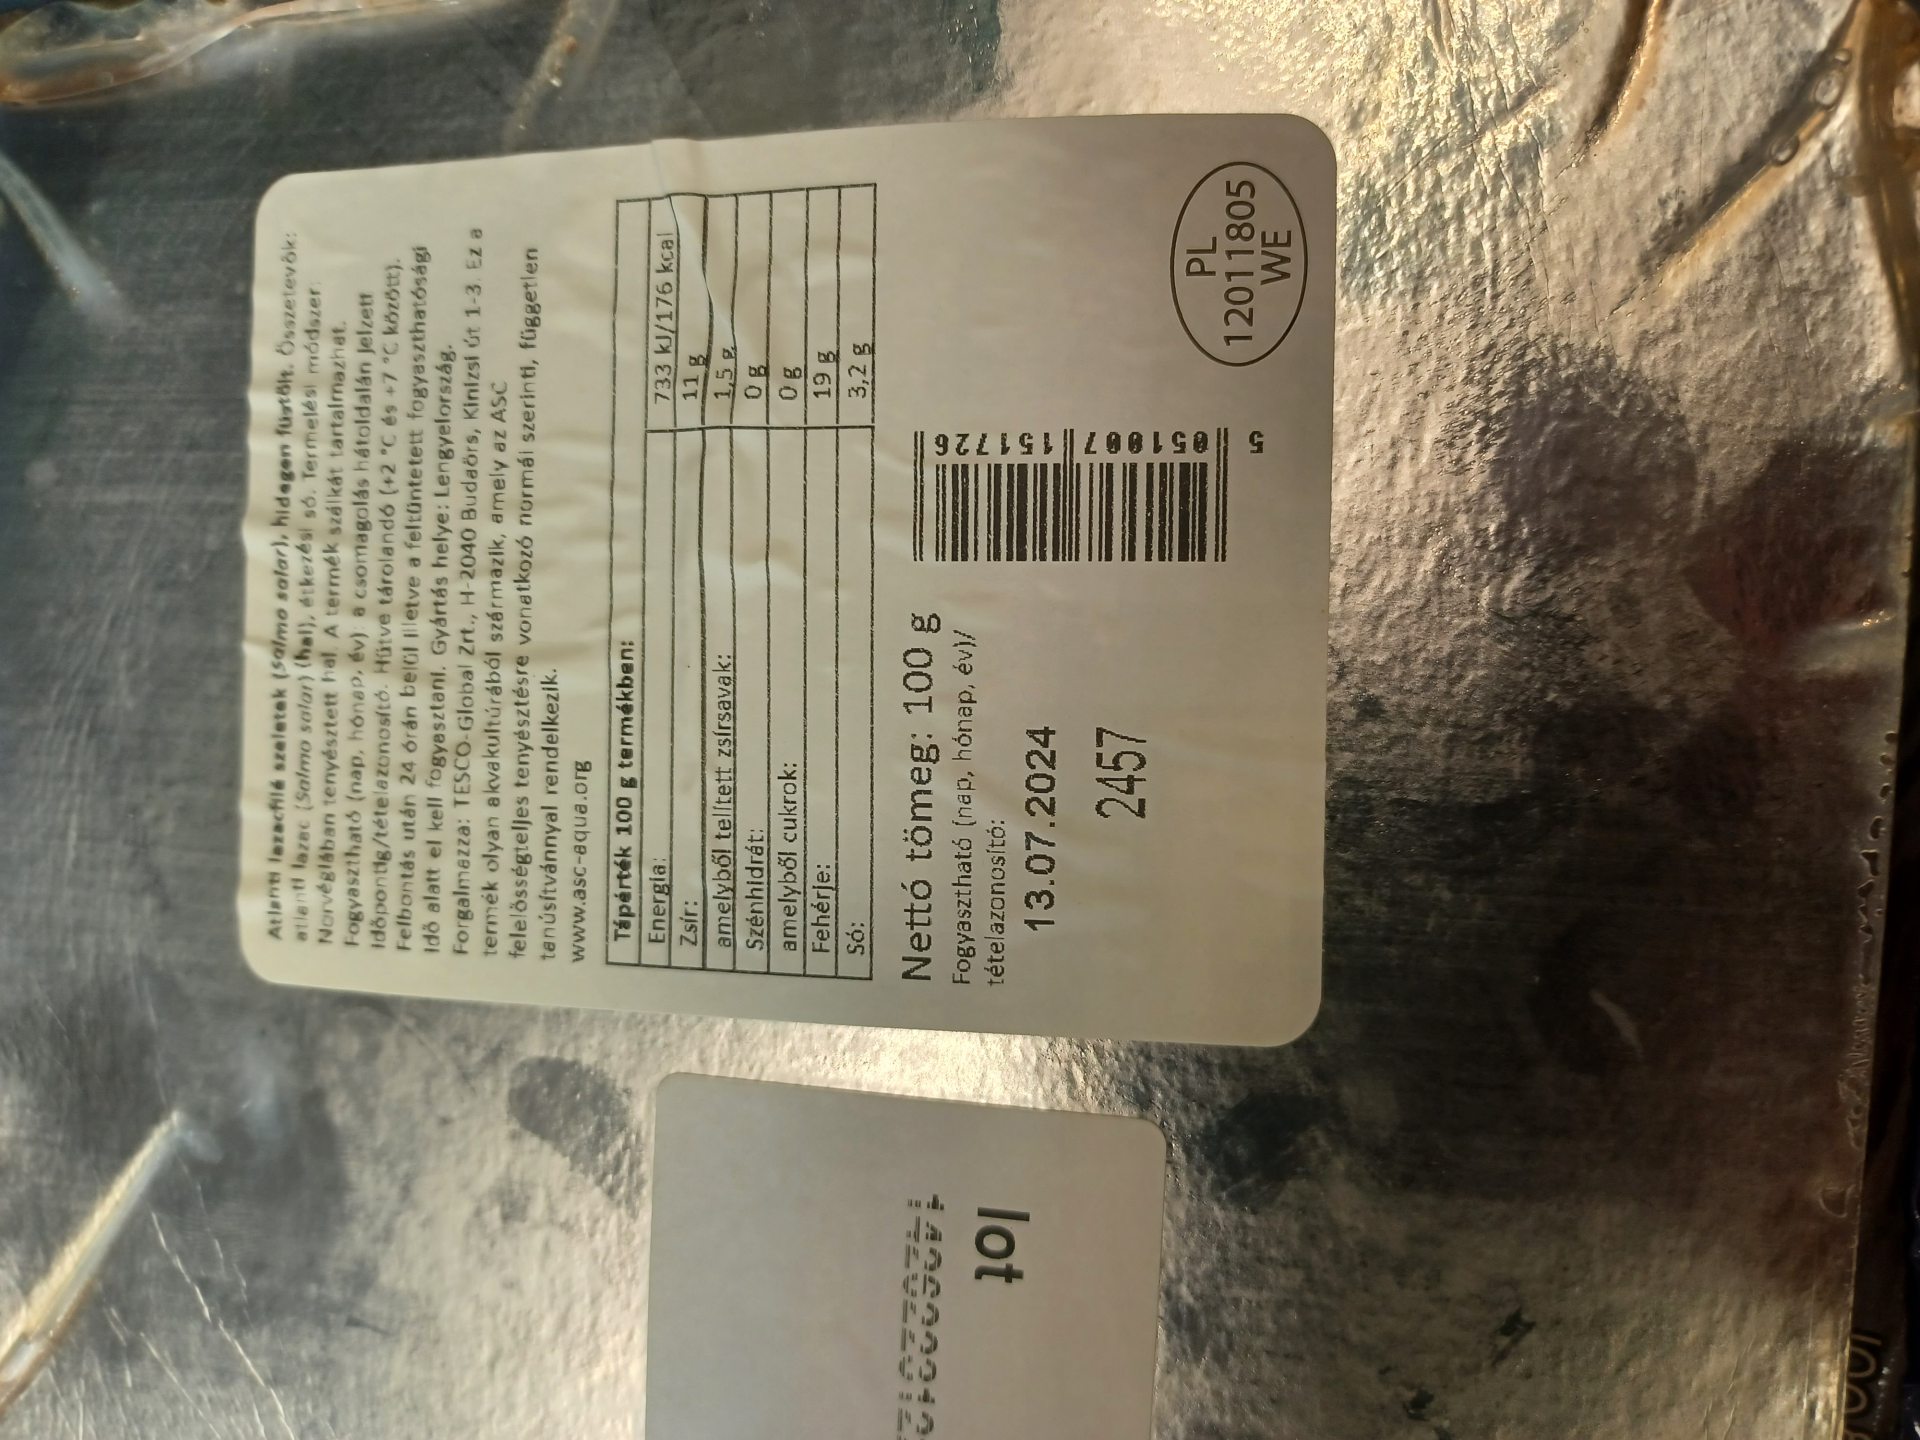 Atlanti lazacfilé szeletek (salmo salar), hidegen füstölt. Összetevők:
atlanti lazac (Salmo salar) (hal), étkezési só. Termelési módszer:
Norvégiában tenyésztett hal. A termék szálkát tartalmazhat.
Fogyasztható (nap, hónap, év): a csomagolás hátoldalán jelzett
időpontig/tételazonosító. Hűtve tárolandó (+2 °C és +7 °C között).
Felbontás után 24 órán belül illetve a feltüntetett fogyaszthatósági
idő alatt el kell fogyasztani. Gyártás helye: Lengyelország.
Forgalmazza: TESCO-Global Zrt., H-2040 Budaörs, Kinizsi út 1-3. Ez a
termék olyan akvakultúrából származik, amely az ASC
felelősségteljes tenyésztésre vonatkozó normái szerinti, független
tanúsítvánnyal rendelkezik.
www.asc-aqua.org
Tápérték 100 g termékben:
Energia: 733 kJ/176 kcal
Zsír: 11 g
amelyből telített zsírsavak: 1,5 g
Szénhidrát: 0 g
amelyből cukrok: 0 g
Fehérje: 19 g
Só: 3,2 g
Nettó tömeg: 100 g
Fogyasztható (nap, hónap, év)/
tételazonosító:
13.07.2024
2457
5 051007 151726
PL
12011805
WE
lot